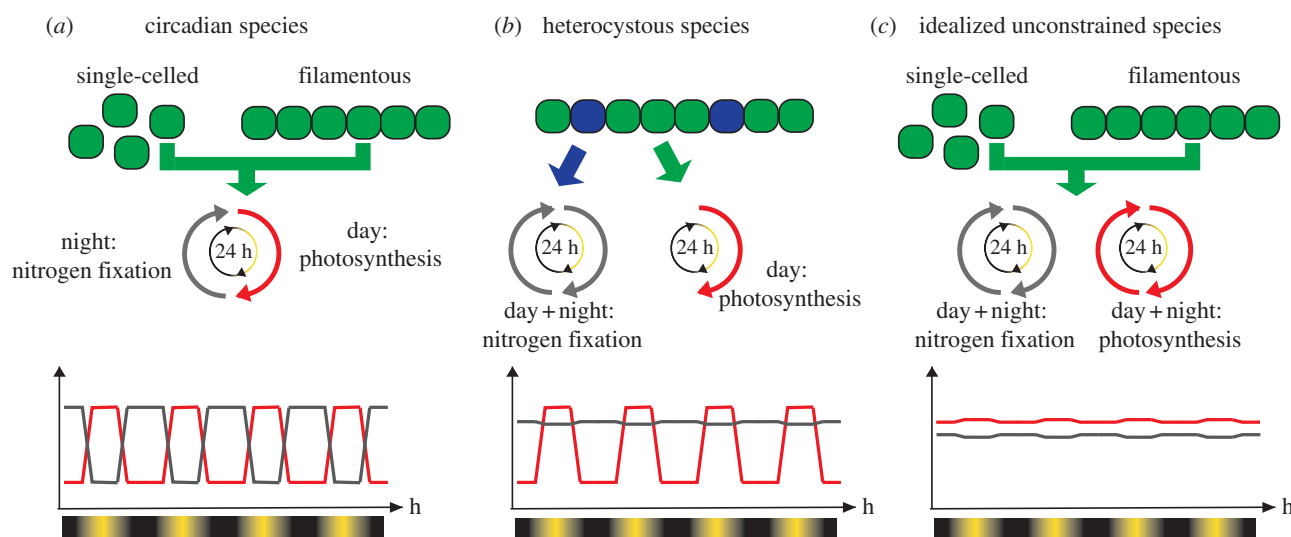 (a) circadian species
single-celled
filamentous
night:
nitrogen fixation
24 h
day:
photosynthesis
h
(b) heterocystous species
24 h
24 h
day + night:
nitrogen fixation
day:
photosynthesis
h
(c) idealized unconstrained species
single-celled
filamentous
24 h
24 h
day + night:
nitrogen fixation
day + night:
photosynthesis
h